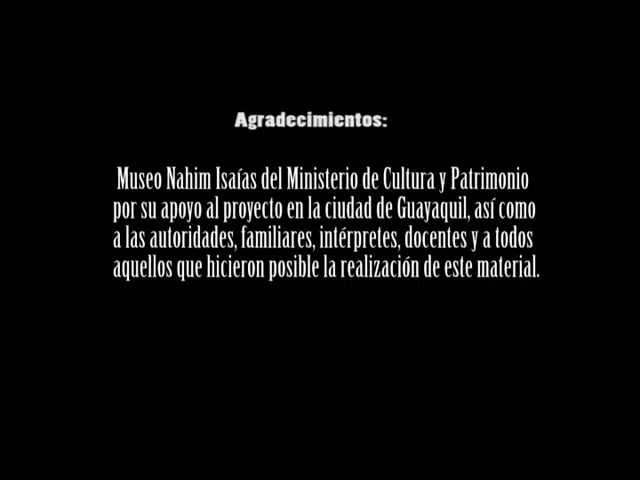 Agradecimientos:
Museo Nahim Isaías del Ministerio de Cultura y Patrimonio
por su apoyo al proyecto en la ciudad de Guayaquil, así como
a las autoridades, familiares, intérpretes, docentes y a todos
aquellos que hicieron posible la realización de este material.